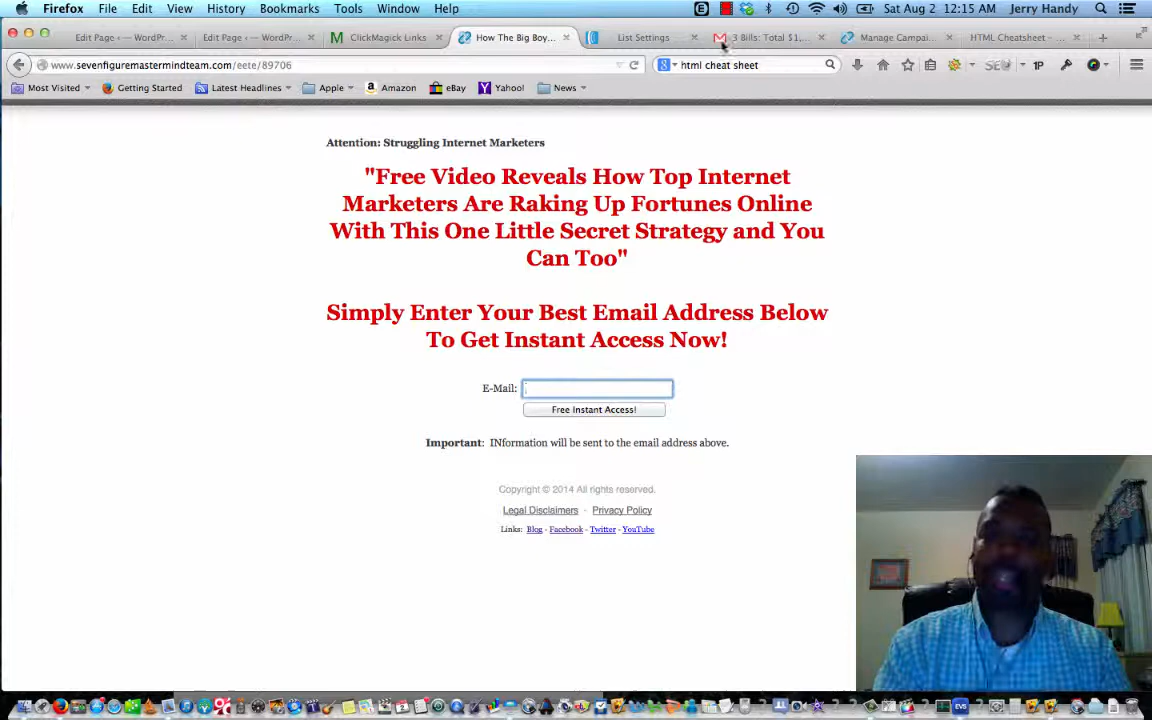 Firefox File Edit View History Bookmarks Tools Window Help Sat Aug 2 12:15 AM Jerry Handy
Edit Page ‹ — WordPr... Edit Page ‹ — WordPr... ClickMagick Links How The Big Boy... List Settings 3 Bills: Total $1,... Manage Campai... HTML Cheatsheet - ...
www.sevenfiguremastermindteam.com/eete/89706 html cheat sheet
Most Visited Getting Started Latest Headlines Apple Amazon eBay Yahoo! News
Attention: Struggling Internet Marketers
"Free Video Reveals How Top Internet
Marketers Are Raking Up Fortunes Online
With This One Little Secret Strategy and You
Can Too"
Simply Enter Your Best Email Address Below
To Get Instant Access Now!
E-Mail:
Free Instant Access!
Important: INformation will be sent to the email address above.
Copyright © 2014 All rights reserved.
Legal Disclaimers - Privacy Policy
Links: Blog - Facebook - Twitter - YouTube